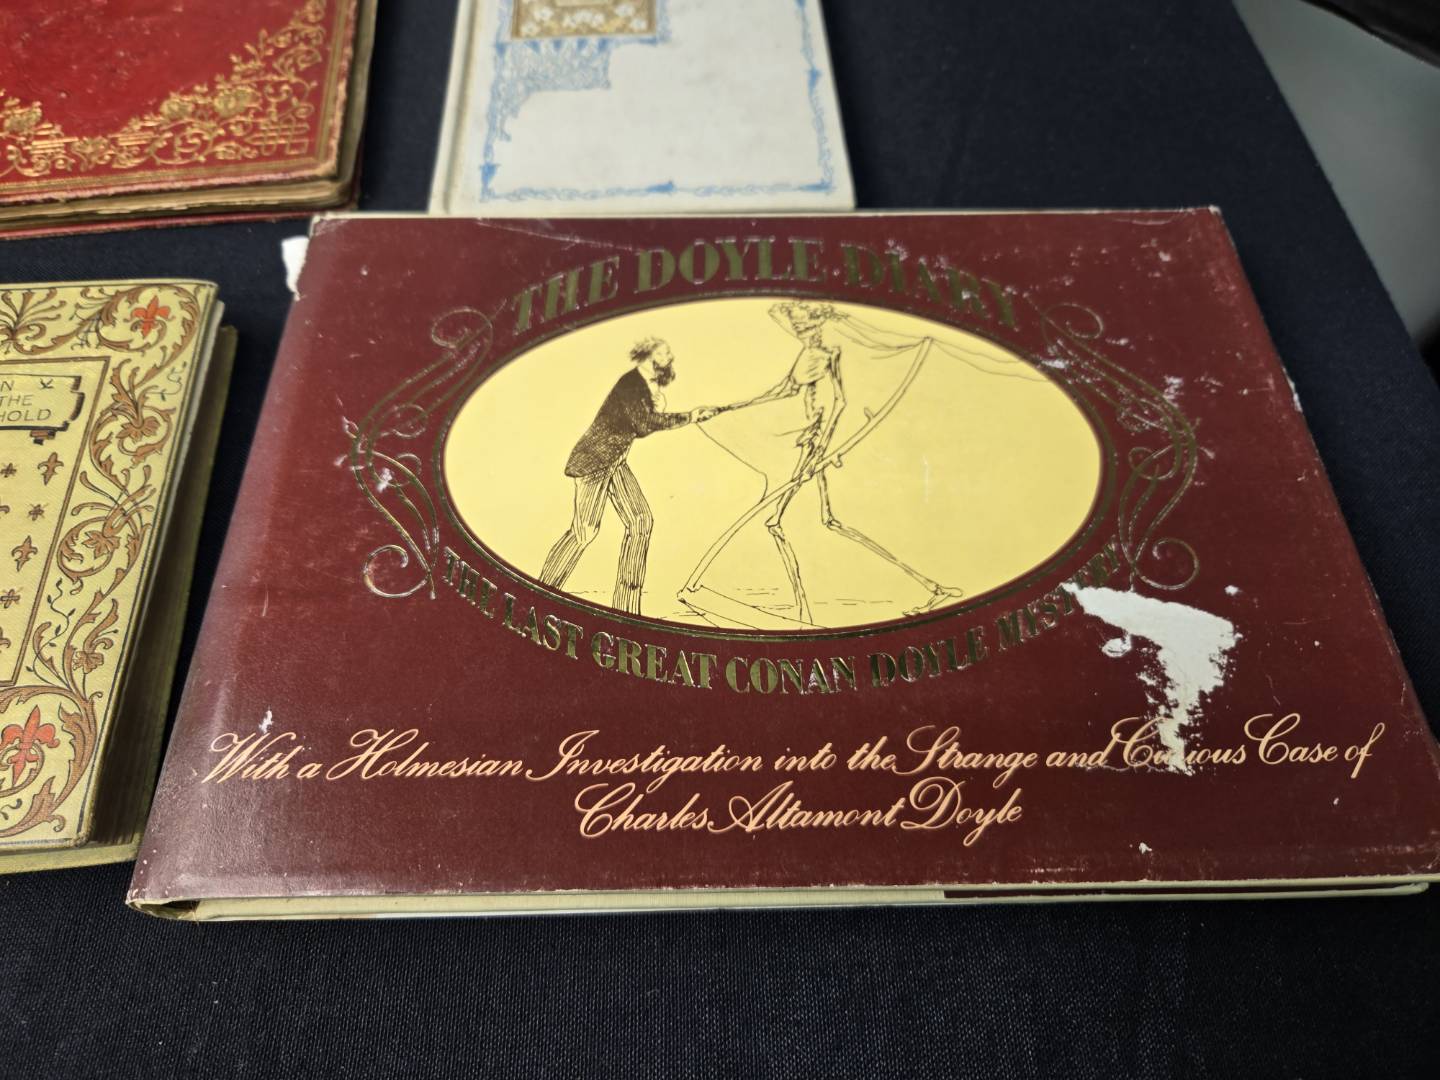 THE DOYLE DIARY
THE LAST GREAT CONAN DOYLE MYSTERY
With a Holmesian Investigation into the Strange and Curious Case of
Charles Altamont Doyle
THE
HOLD